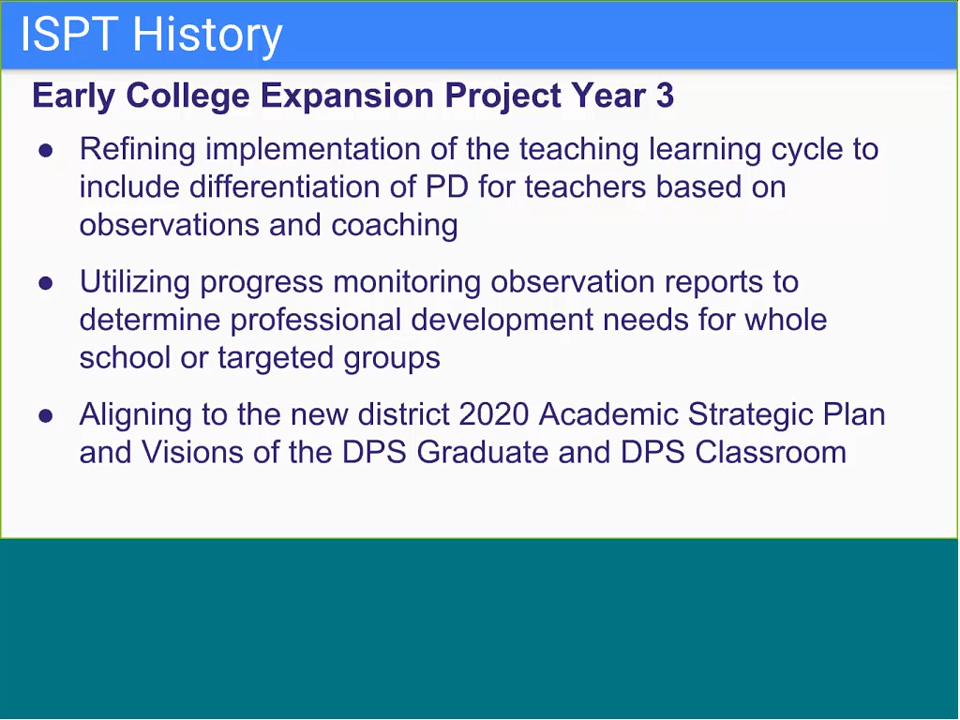 ISPT History
Early College Expansion Project Year 3
● Refining implementation of the teaching learning cycle to
include differentiation of PD for teachers based on
observations and coaching
● Utilizing progress monitoring observation reports to
determine professional development needs for whole
school or targeted groups
● Aligning to the new district 2020 Academic Strategic Plan
and Visions of the DPS Graduate and DPS Classroom